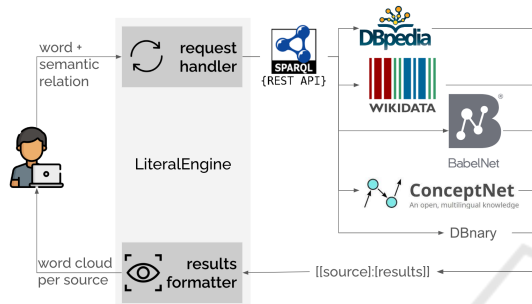 word +
semantic
relation
request
handler
SPARQL
{REST API}
DBpedia
WIKIDATA
®
BabelNet
LiteralEngine
ConceptNet
An open, multilingual knowledge
DBnary
word cloud
per source
results
formatter
[[source]:[results]]